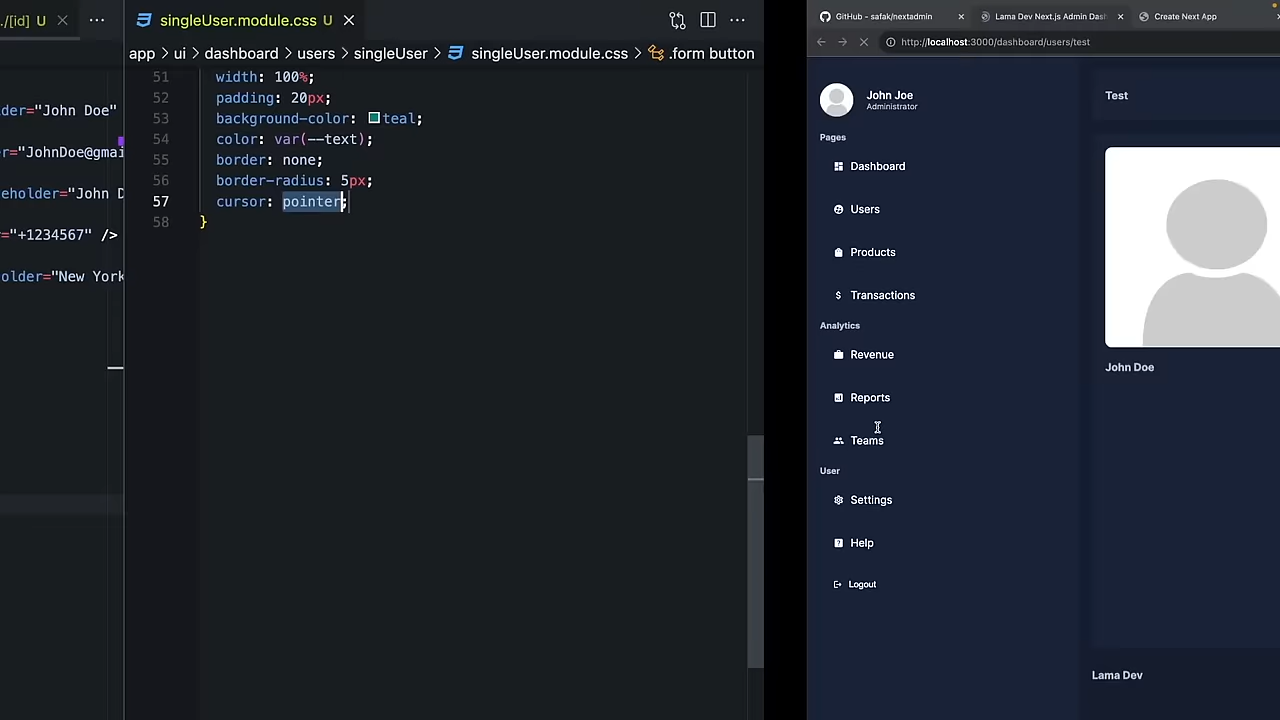 ./[id] U
singleUser.module.css U
app
ui
dashboard
users
singleUser
singleUser.module.css
.form button
lder="John Doe"
r="JohnDoe@gmai
eholder="John D
="+1234567" />
older="New York
51 width: 100%;
52 padding: 20px;
53 background-color: teal;
54 color: var(--text);
55 border: none;
56 border-radius: 5px;
57 cursor: pointer;
58 }
GitHub - safak/nextadmin
Lama Dev Next.js Admin Das
Create Next App
http://localhost:3000/dashboard/users/test
John Joe
Administrator
Pages
Dashboard
Users
Products
Transactions
Analytics
Revenue
Reports
Teams
User
Settings
Help
Logout
Test
John Doe
Lama Dev